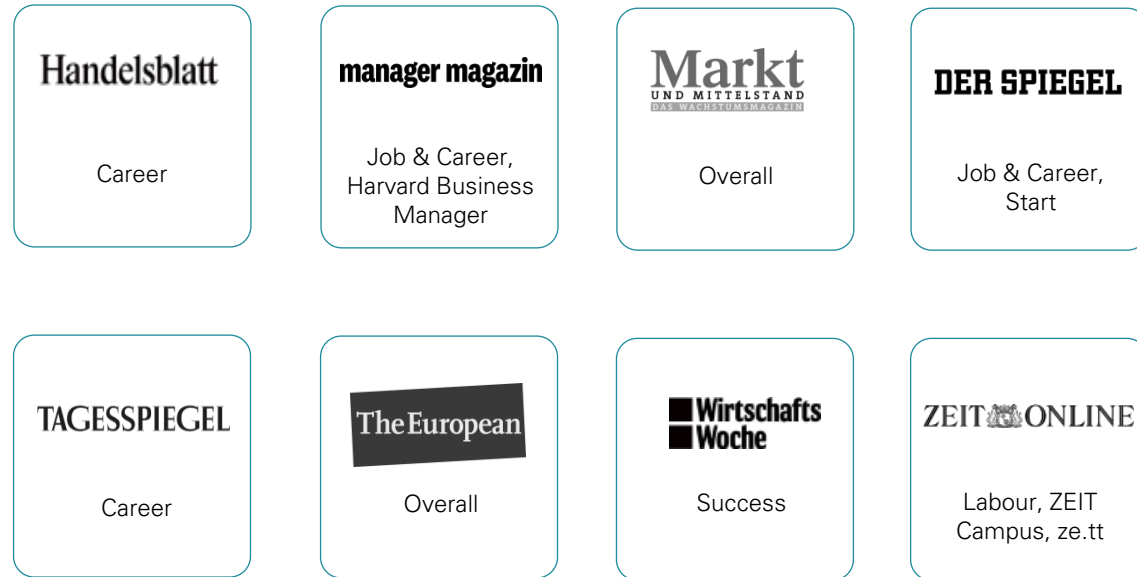 Handelsblatt
Career
manager magazin
Job & Career,
Harvard Business
Manager
Markt
UND MITTELSTAND
DAS WACHSTUMSMAGAZIN
Overall
DER SPIEGEL
Job & Career,
Start
TAGESSPIEGEL
Career
The European
Overall
Wirtschafts
Woche
Success
ZEIT ONLINE
Labour, ZEIT
Campus, ze.tt